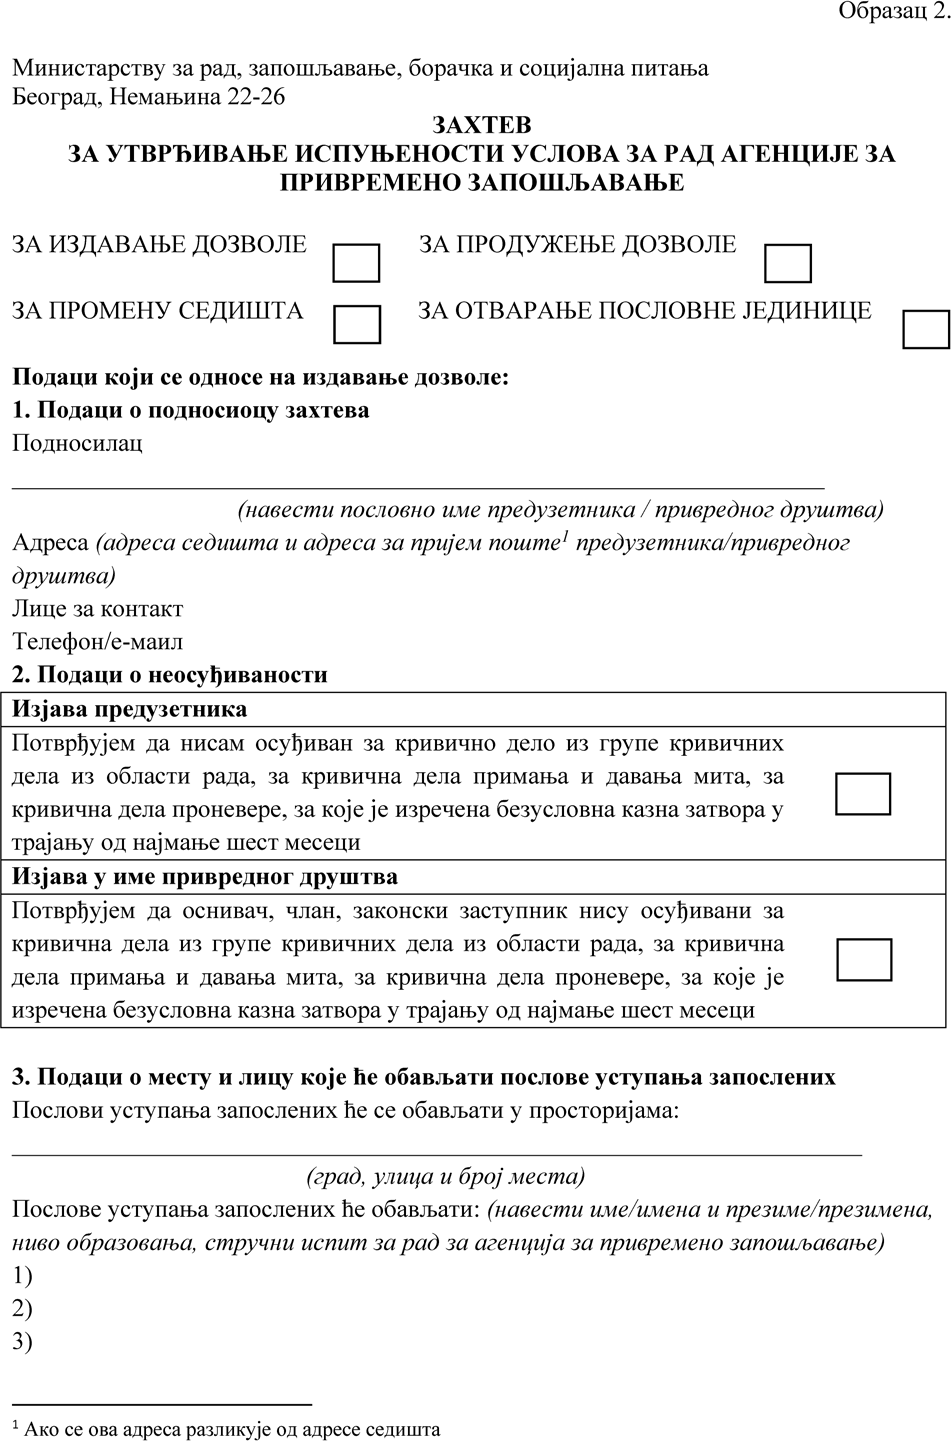 Образац 2.
Министарству за рад, запошљавање, борачка и социјална питања
Београд, Немањина 22-26
ЗАХТЕВ
ЗА УТВРЂИВАЊЕ ИСПУЊЕНОСТИ УСЛОВА ЗА РАД АГЕНЦИЈЕ ЗА
ПРИВРЕМЕНО ЗАПОШЉАВАЊЕ
ЗА ИЗДАВАЊЕ ДОЗВОЛЕ ЗА ПРОДУЖЕЊЕ ДОЗВОЛЕ
ЗА ПРОМЕНУ СЕДИШТА ЗА ОТВАРАЊЕ ПОСЛОВНЕ ЈЕДИНИЦЕ
Подаци који се односе на издавање дозволе:
1. Подаци о подносиоцу захтева
Подносилац
(навести пословно име предузетника / привредног друштва)
Адреса (адреса седишта и адреса за пријем поште¹ предузетника/привредног
друштва)
Лице за контакт
Телефон/е-маил
2. Подаци о неосуђиваности
Изјава предузетника
Потврђујем да нисам осуђиван за кривично дело из групе кривичних
дела из области рада, за кривична дела примања и давања мита, за
кривична дела проневере, за које је изречена безусловна казна затвора у
трајању од најмање шест месеци
Изјава у име привредног друштва
Потврђујем да оснивач, члан, законски заступник нису осуђивани за
кривична дела из групе кривичних дела из области рада, за кривична
дела примања и давања мита, за кривична дела проневере, за које је
изречена безусловна казна затвора у трајању од најмање шест месеци
3. Подаци о месту и лицу које ће обављати послове уступања запослених
Послови уступања запослених ће се обављати у просторијама:
(град, улица и број места)
Послове уступања запослених ће обављати: (навести име/имена и презиме/презимена,
ниво образовања, стручни испит за рад за агенција за привремено запошљавање)
1)
2)
3)
¹ Ако се ова адреса разликује од адресе седишта